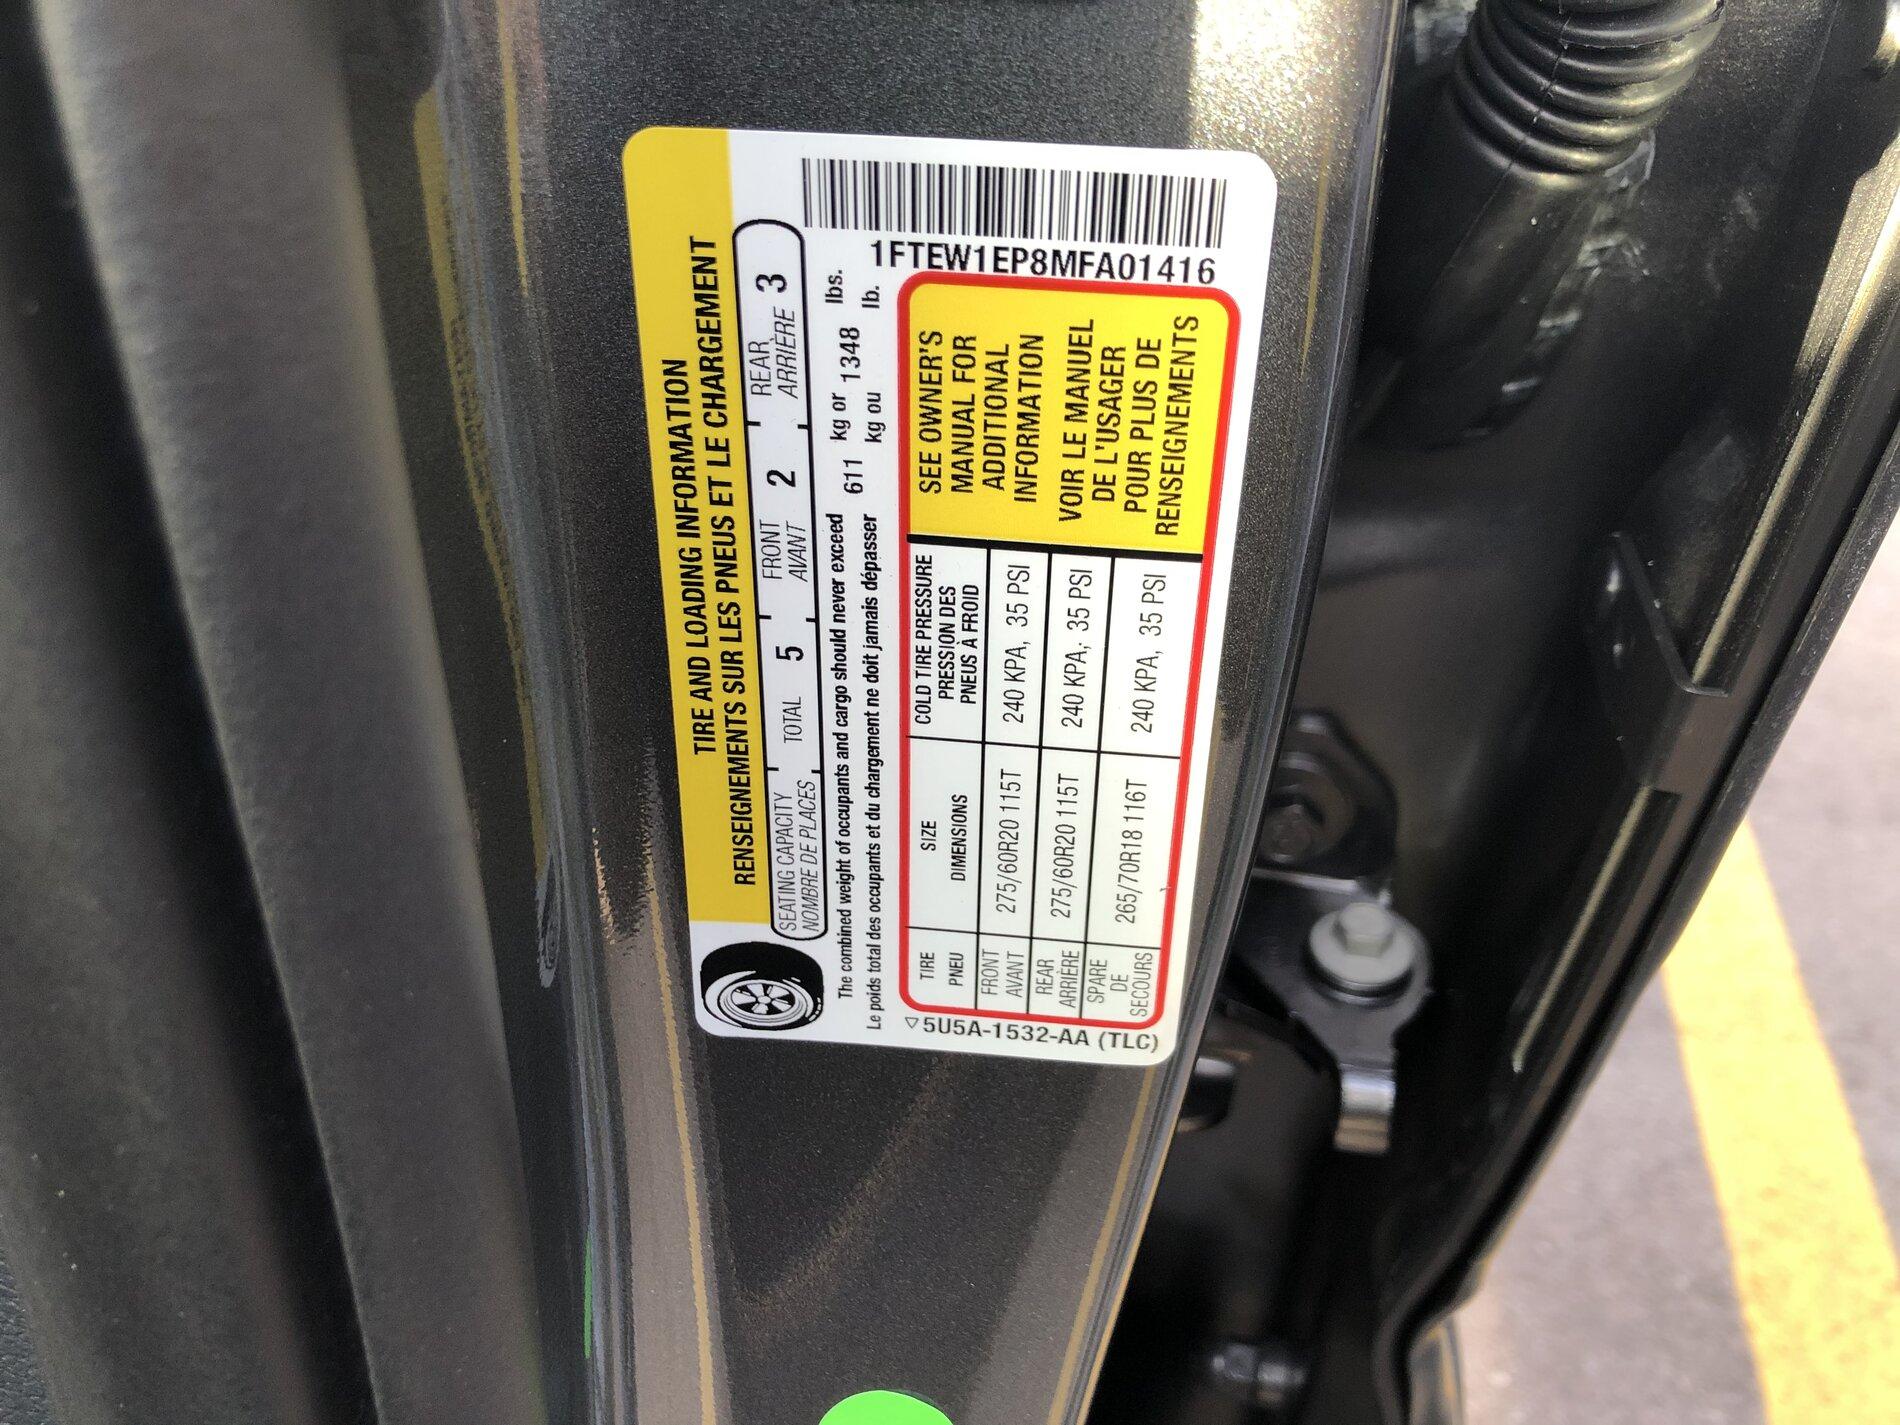 1FTEW1EP8MFA01416
TIRE AND LOADING INFORMATION
RENSEIGNEMENTS SUR LES PNEUS ET LE CHARGEMENT
SEATING CAPACITY TOTAL 5 FRONT 2 REAR 3
NOMBRE DE PLACES AVANT ARRIÈRE
The combined weight of occupants and cargo should never exceed 611 kg or 1348 lbs.
Le poids total des occupants et du chargement ne doit jamais dépasser kg ou lb.
TIRE SIZE COLD TIRE PRESSURE
PNEU DIMENSIONS PRESSION DES
PNEUS À FROID
FRONT 275/60R20 115T 240 KPA, 35 PSI
AVANT
REAR 275/60R20 115T 240 KPA, 35 PSI
ARRIÈRE
SPARE 265/70R18 116T 240 KPA, 35 PSI
DE
SECOURS
SEE OWNER'S
MANUAL FOR
ADDITIONAL
INFORMATION
VOIR LE MANUEL
DE L'USAGER
POUR PLUS DE
RENSEIGNEMENTS
▽5U5A-1532-AA (TLC)